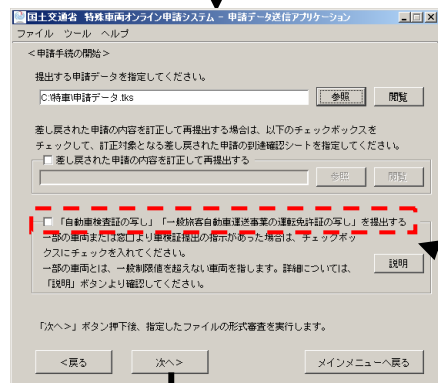 国土交通省 特殊車両オンライン申請システム - 申請データ送信アプリケーション
ファイル ツール ヘルプ
<申請手続の開始>
提出する申請データを指定してください。
C:\特車\申請データ.tks
参照
閲覧
差し戻された申請の内容を訂正して再提出する場合は、以下のチェックボックスを
チェックして、訂正対象となる差し戻された申請の到達確認シートを指定してください。
差し戻された申請の内容を訂正して再提出する
参照
閲覧
「自動車検査証の写し」「一般旅客自動車運送事業の運転免許証の写し」を提出する
一部の車両または窓口より車検証提出の指示があった場合は、チェックボッ
クスにチェックを入れてください。
一部の車両とは、一般制限値を超えない車両を指します。詳細については、
「説明」ボタンより確認してください。
説明
「次へ>」ボタン押下後、指定したファイルの形式審査を実行します。
<戻る
次へ>
メインメニューへ戻る